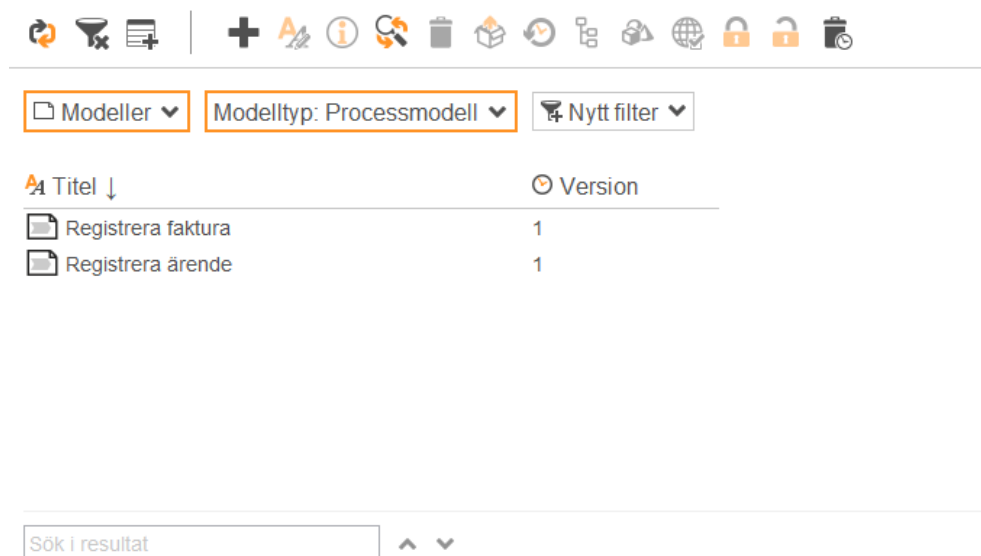 Modeller Modelltyp: Processmodell Nytt filter
Titel ↓ Version
Registrera faktura 1
Registrera ärende 1
Sök i resultat